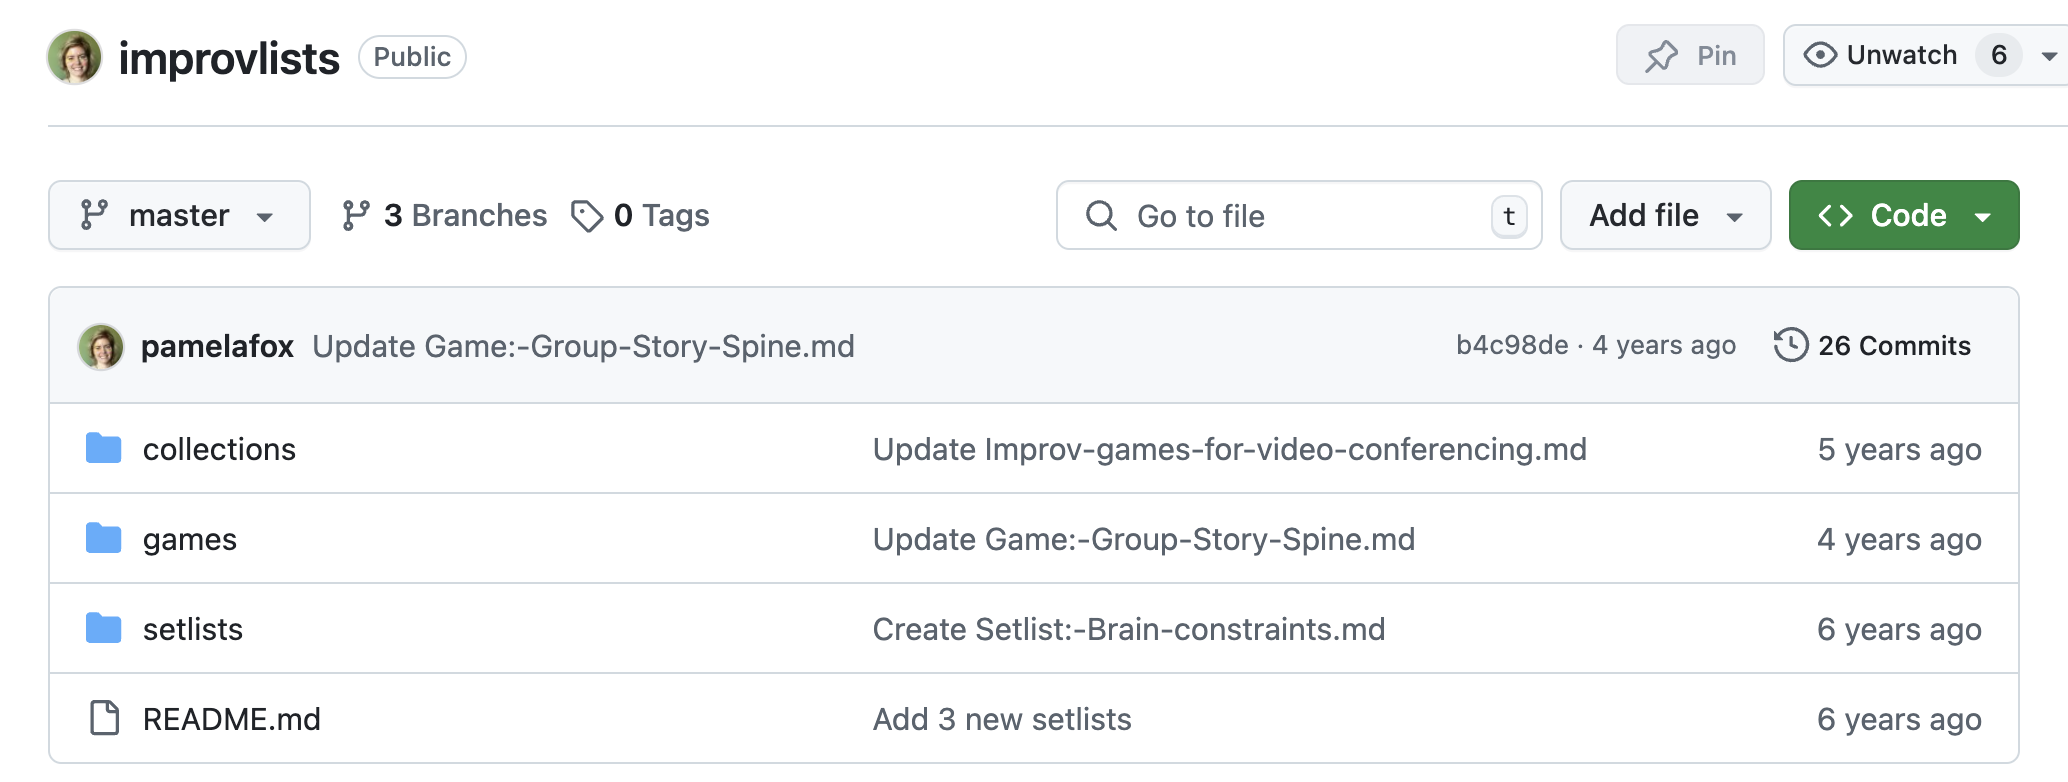 improvlists Public Pin Unwatch 6
master 3 Branches 0 Tags Go to file t Add file Code
pamelafox Update Game:-Group-Story-Spine.md b4c98de · 4 years ago 26 Commits
collections Update Improv-games-for-video-conferencing.md 5 years ago
games Update Game:-Group-Story-Spine.md 4 years ago
setlists Create Setlist:-Brain-constraints.md 6 years ago
README.md Add 3 new setlists 6 years ago